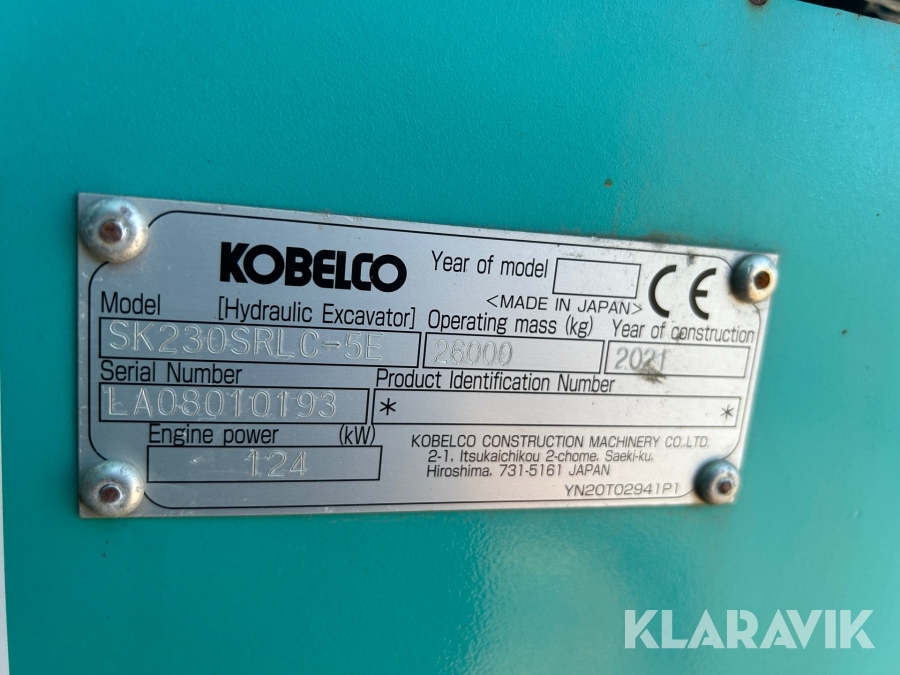 KOBELCO
Year of model
<MADE IN JAPAN>
CE
Model [Hydraulic Excavator]
SK230SRLC-5E
Operating mass (kg)
26000
Year of construction
2021
Serial Number
LA08010193
Product Identification Number
* *
Engine power (kW)
124
KOBELCO CONSTRUCTION MACHINERY CO.,LTD.
2-1, Itsukaichikou 2-chome, Saeki-ku,
Hiroshima, 731-5161 JAPAN
YN20T02941P1
KLARAVIK